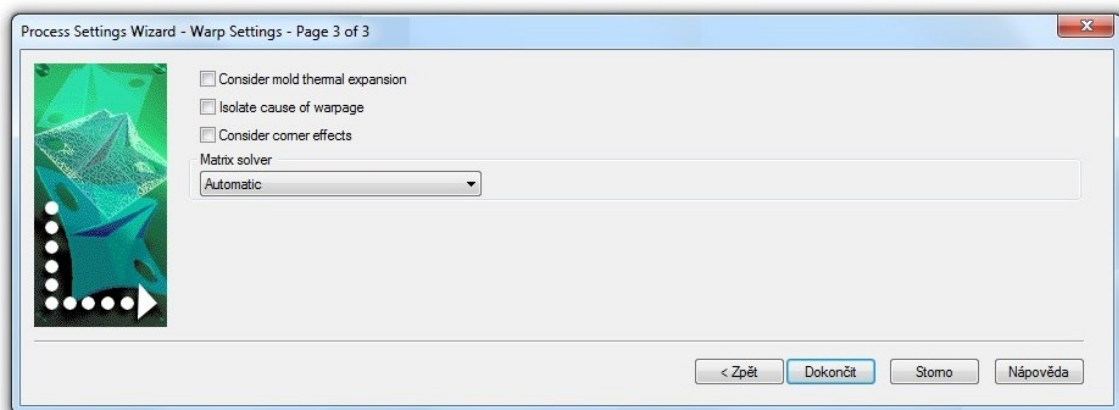 Process Settings Wizard - Warp Settings - Page 3 of 3
Consider mold thermal expansion
Isolate cause of warpage
Consider corner effects
Matrix solver
Automatic
< Zpět
Dokončit
Storno
Nápověda